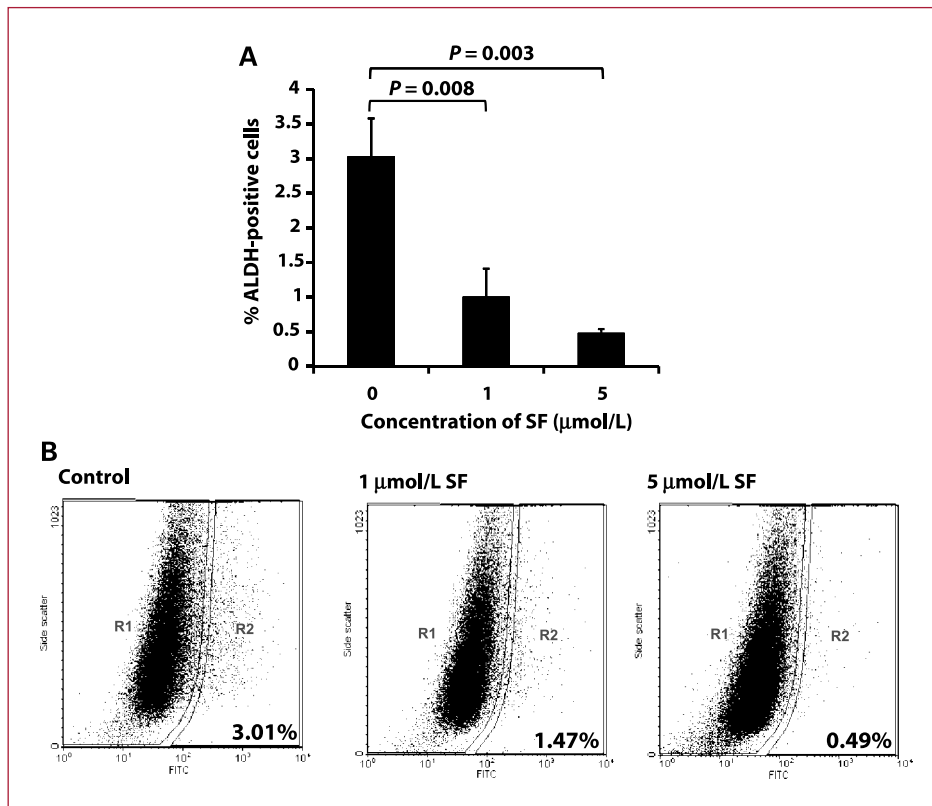 A
P = 0.003
P = 0.008
4
3.5
3
2.5
2
1.5
1
0.5
0
% ALDH-positive cells
0 1 5
Concentration of SF (μmol/L)
B
Control
1 μmol/L SF
5 μmol/L SF
1023
Side scatter
0
R1
R2
3.01%
10⁰ 10¹ 10² 10³ 10⁴
FITC
1023
Side scatter
0
R1
R2
1.47%
10⁰ 10¹ 10² 10³ 10⁴
FITC
1023
Side scatter
0
R1
R2
0.49%
10⁰ 10¹ 10² 10³ 10⁴
FITC